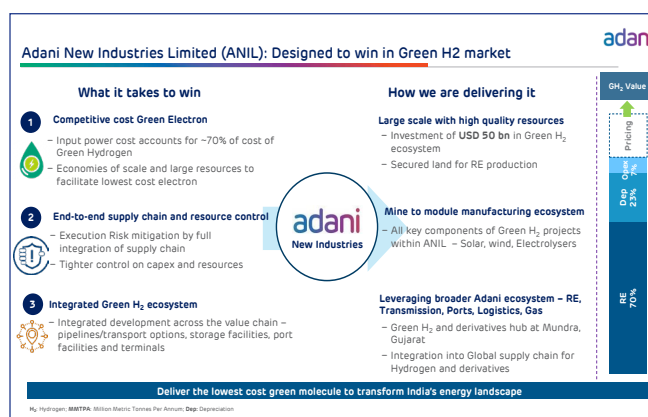 Adani New Industries Limited (ANIL): Designed to win in Green H2 market
adani
What it takes to win
1
Competitive cost Green Electron
– Input power cost accounts for ~70% of cost of
Green Hydrogen
– Economies of scale and large resources to
facilitate lowest cost electron
2
End-to-end supply chain and resource control
– Execution Risk mitigation by full
integration of supply chain
– Tighter control on capex and resources
3
Integrated Green H₂ ecosystem
– Integrated development across the value chain –
pipelines/transport options, storage facilities, port
facilities and terminals
adani
New Industries
How we are delivering it
Large scale with high quality resources
– Investment of USD 50 bn in Green H₂
ecosystem
– Secured land for RE production
Mine to module manufacturing ecosystem
– All key components of Green H₂ projects
within ANIL – Solar, wind, Electrolysers
Leveraging broader Adani ecosystem – RE,
Transmission, Ports, Logistics, Gas
– Green H₂ and derivatives hub at Mundra,
Gujarat
– Integration into Global supply chain for
Hydrogen and derivatives
GH₂ Value
Pricing
Opex
7%
Dep
23%
RE
70%
Deliver the lowest cost green molecule to transform India's energy landscape
H₂: Hydrogen; MMTPA: Million Metric Tonnes Per Annum; Dep: Depreciation